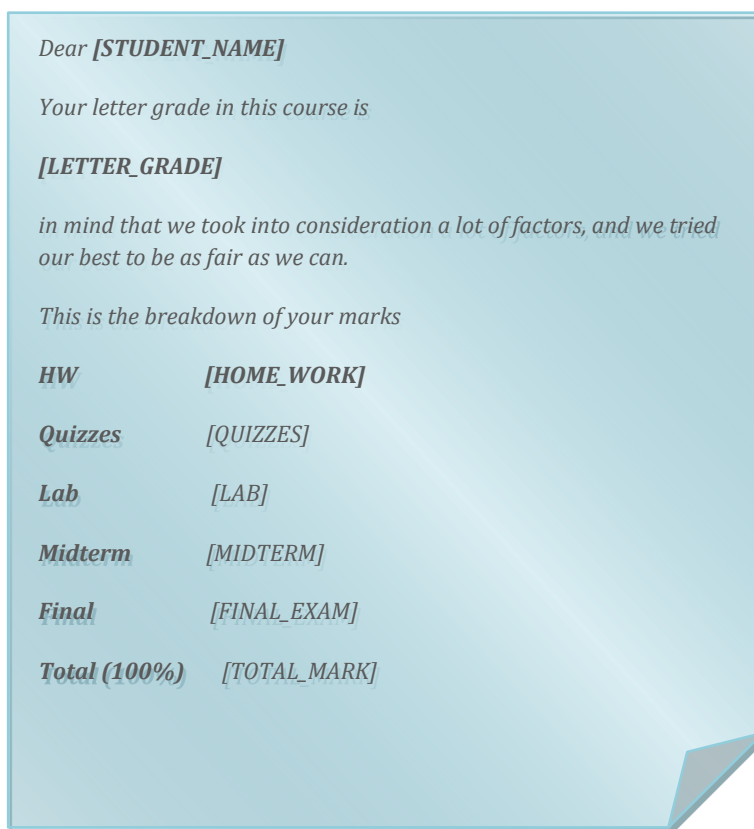 Dear [STUDENT_NAME]
Your letter grade in this course is
[LETTER_GRADE]
in mind that we took into consideration a lot of factors, and we tried
our best to be as fair as we can.
This is the breakdown of your marks
HW [HOME_WORK]
Quizzes [QUIZZES]
Lab [LAB]
Midterm [MIDTERM]
Final [FINAL_EXAM]
Total (100%) [TOTAL_MARK]